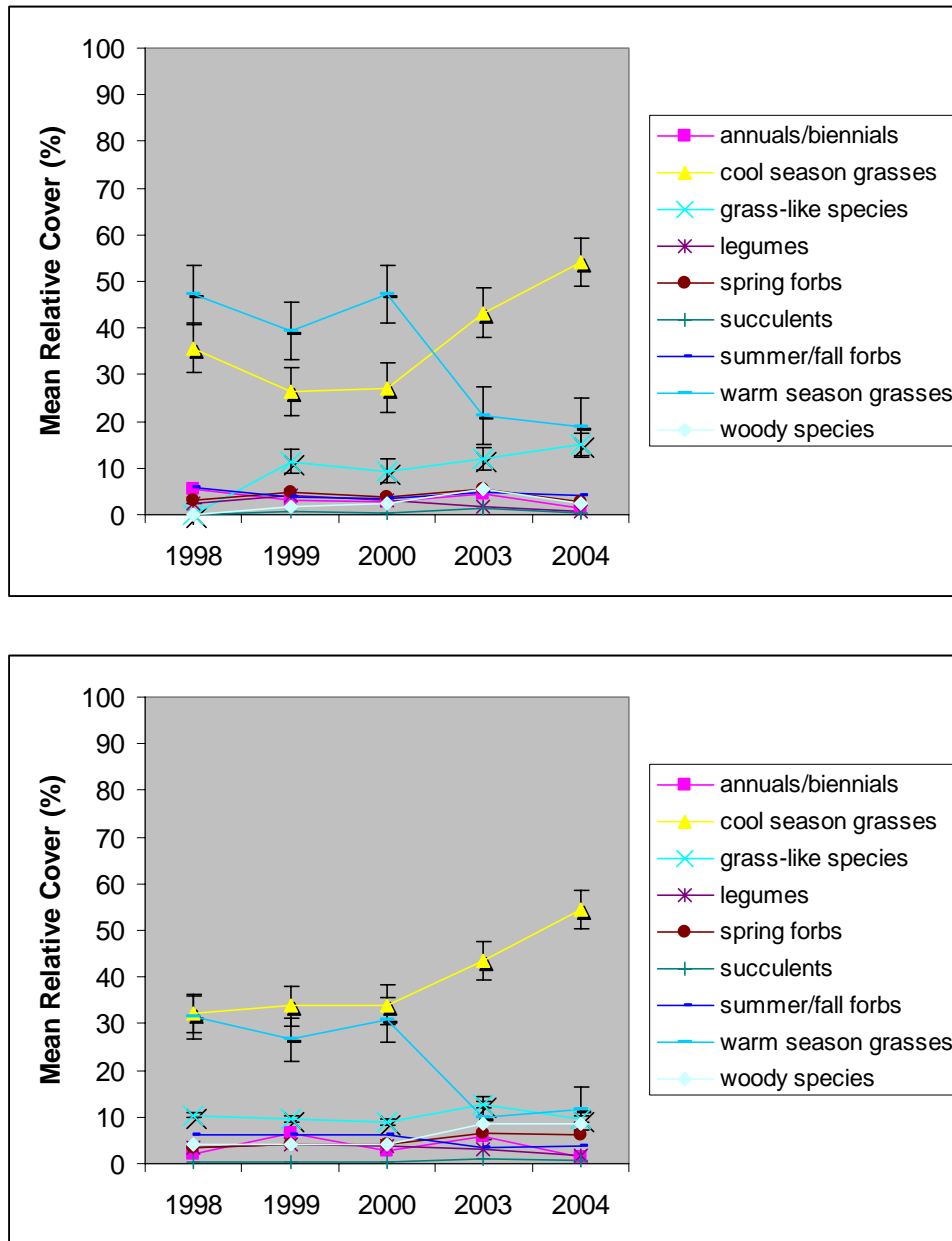 100
90
80
70
60
50
40
30
20
10
0
Mean Relative Cover (%)
1998 1999 2000 2003 2004
annuals/biennials
cool season grasses
grass-like species
legumes
spring forbs
succulents
summer/fall forbs
warm season grasses
woody species
100
90
80
70
60
50
40
30
20
10
0
Mean Relative Cover (%)
1998 1999 2000 2003 2004
annuals/biennials
cool season grasses
grass-like species
legumes
spring forbs
succulents
summer/fall forbs
warm season grasses
woody species